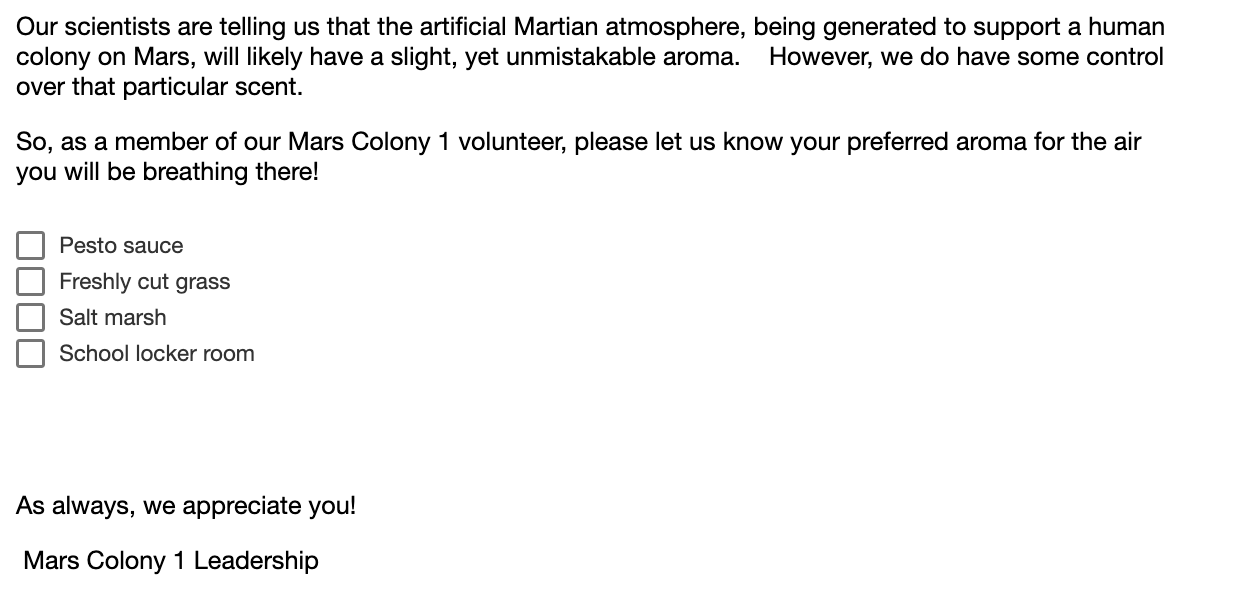 Our scientists are telling us that the artificial Martian atmosphere, being generated to support a human
colony on Mars, will likely have a slight, yet unmistakable aroma.   However, we do have some control
over that particular scent.
So, as a member of our Mars Colony 1 volunteer, please let us know your preferred aroma for the air
you will be breathing there!
Pesto sauce
Freshly cut grass
Salt marsh
School locker room
As always, we appreciate you!
Mars Colony 1 Leadership